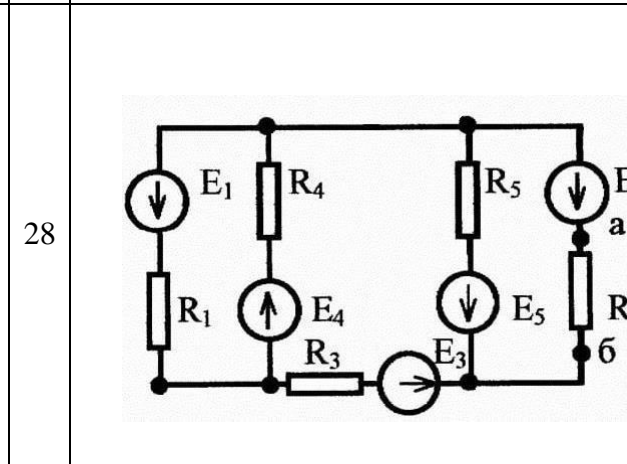 28
E₁
R₄
R₅
E
а
R₁
E₄
E₅
R
R₃
E₃
б